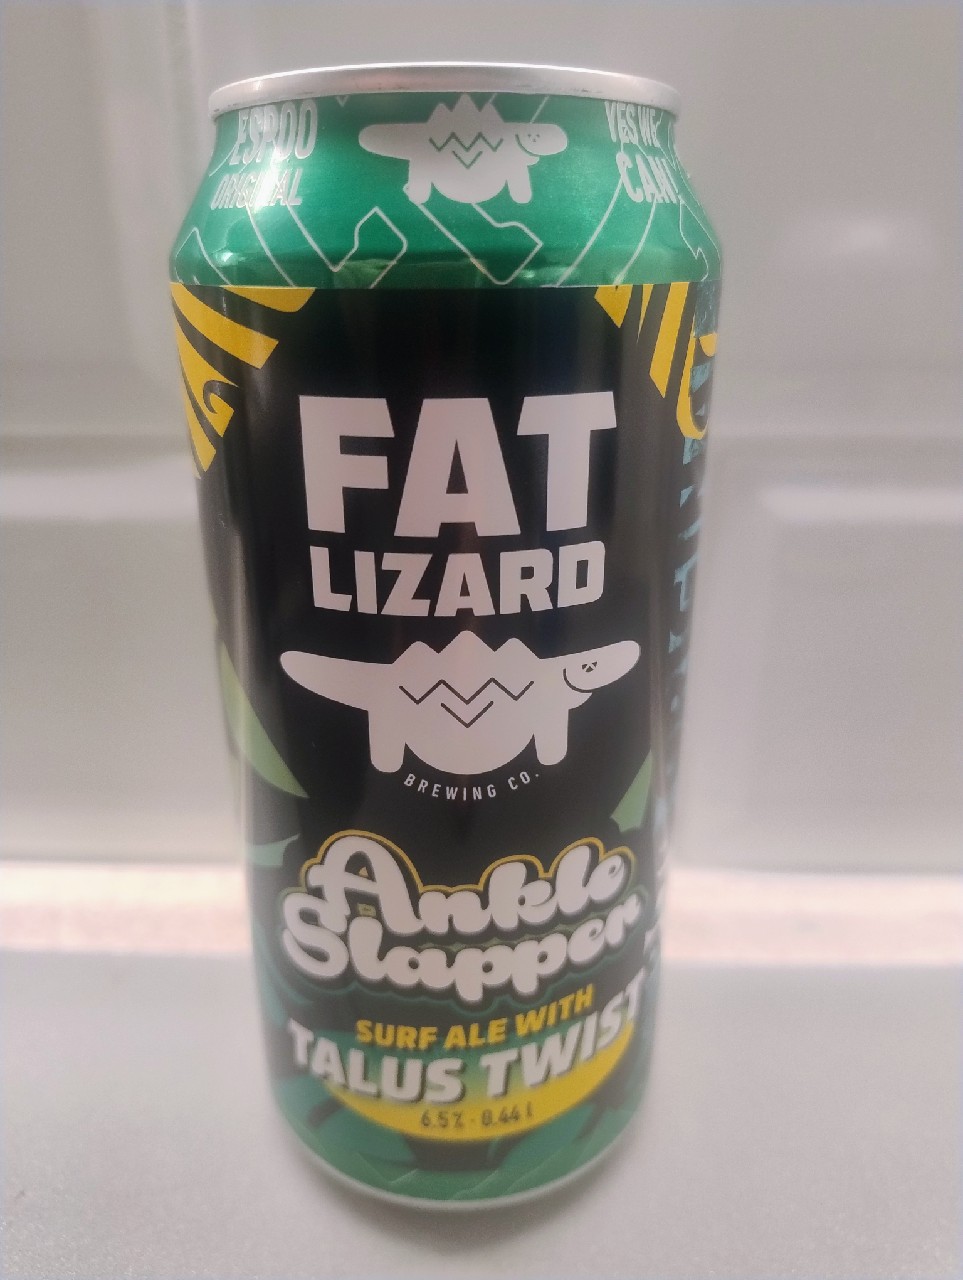 ESPOO
ORIGINAL
YES WE
CAN!
FAT
LIZARD
BREWING CO.
Ankle
Slapper
SURF ALE WITH
TALUS TWIST
6.5% - 0.44 l